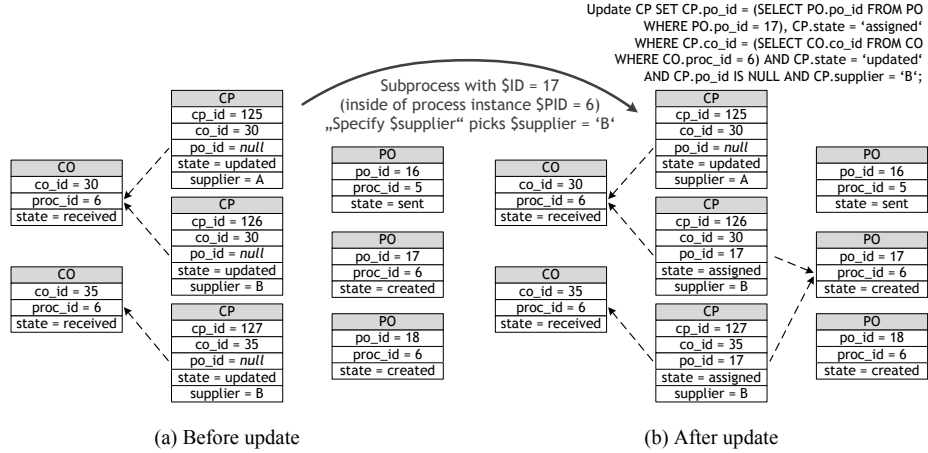 Update CP SET CP.po_id = (SELECT PO.po_id FROM PO
WHERE PO.po_id = 17), CP.state = ‘assigned‘
WHERE CP.co_id = (SELECT CO.co_id FROM CO
WHERE CO.proc_id = 6) AND CP.state = ‘updated‘
AND CP.po_id IS NULL AND CP.supplier = ‘B‘;
Subprocess with $ID = 17
(inside of process instance $PID = 6)
„Specify $supplier“ picks $supplier = ‘B‘
CO
co_id = 30
proc_id = 6
state = received
CO
co_id = 35
proc_id = 6
state = received
CP
cp_id = 125
co_id = 30
po_id = null
state = updated
supplier = A
CP
cp_id = 126
co_id = 30
po_id = null
state = updated
supplier = B
CP
cp_id = 127
co_id = 35
po_id = null
state = updated
supplier = B
PO
po_id = 16
proc_id = 5
state = sent
PO
po_id = 17
proc_id = 6
state = created
PO
po_id = 18
proc_id = 6
state = created
(a) Before update
CO
co_id = 30
proc_id = 6
state = received
CO
co_id = 35
proc_id = 6
state = received
CP
cp_id = 125
co_id = 30
po_id = null
state = updated
supplier = A
CP
cp_id = 126
co_id = 30
po_id = 17
state = assigned
supplier = B
CP
cp_id = 127
co_id = 35
po_id = 17
state = assigned
supplier = B
PO
po_id = 16
proc_id = 5
state = sent
PO
po_id = 17
proc_id = 6
state = created
PO
po_id = 18
proc_id = 6
state = created
(b) After update